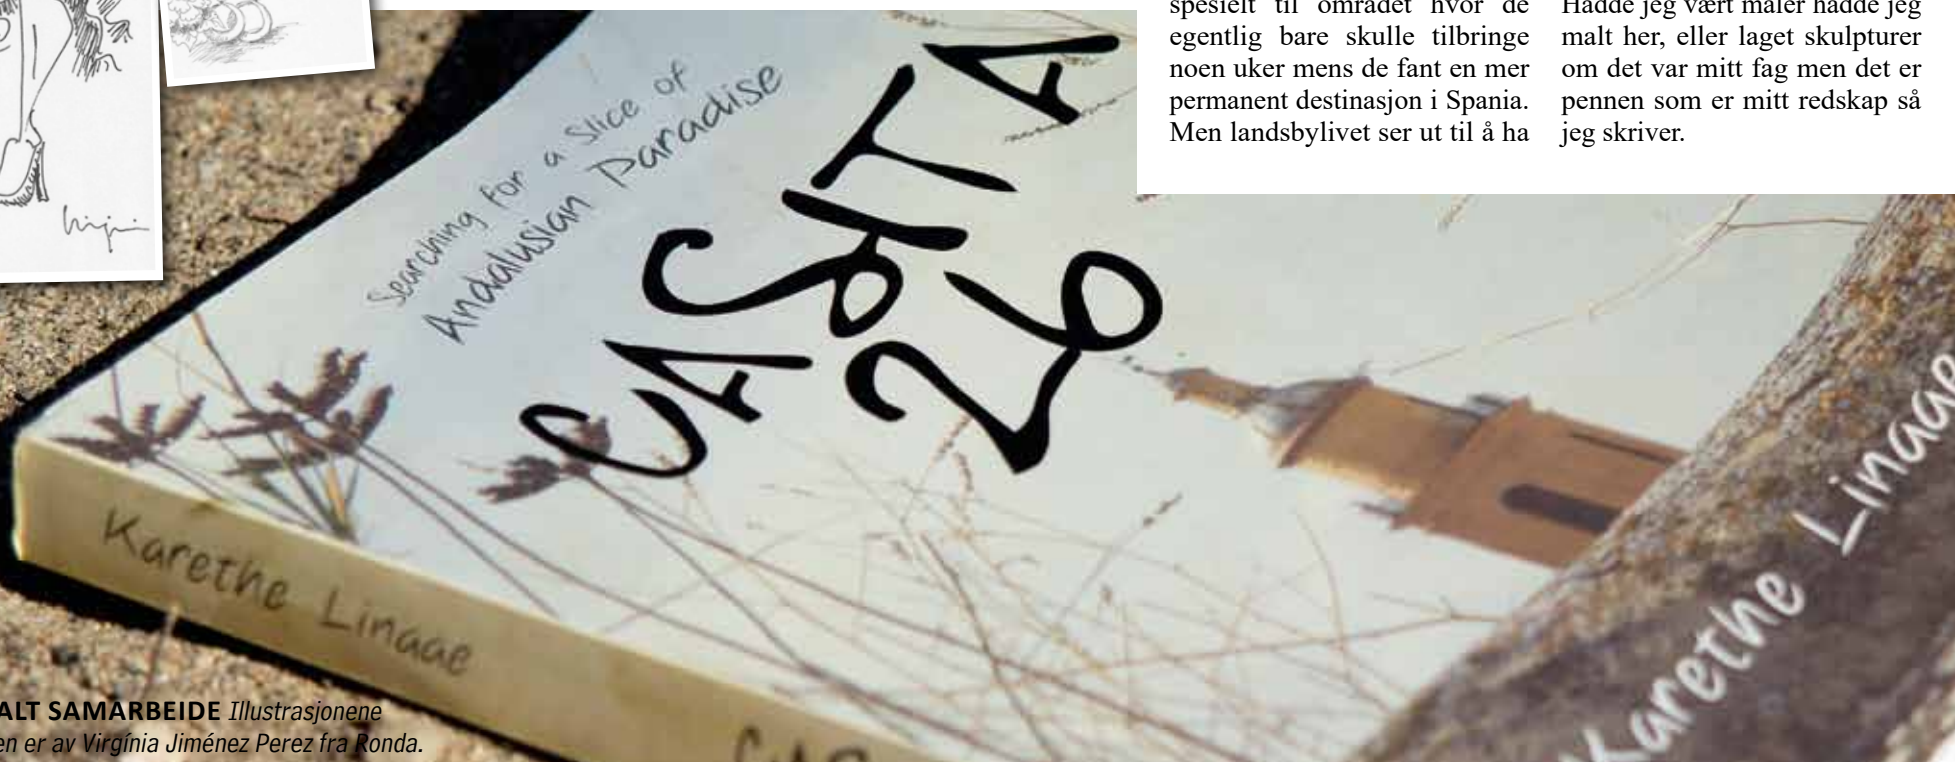 spesielt til området hvor de
egentlig bare skulle tilbringe
noen uker mens de fant en mer
permanent destinasjon i Spania.
Men landsbylivet ser ut til å ha
Hadde jeg vært maler hadde jeg
malt her, eller laget skulpturer
om det var mitt fag men det er
pennen som er mitt redskap så
jeg skriver.
Searching for a Slice of
Andalusian Paradise
CASITA
26
Karethe Linaae
Karethe Linaae
ALT SAMARBEIDE Illustrasjonene
en er av Virgínia Jiménez Perez fra Ronda.